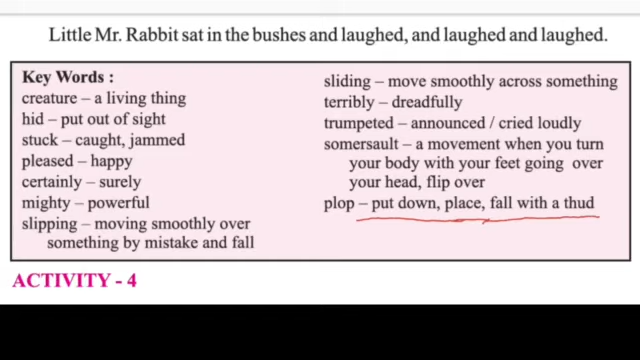 Little Mr. Rabbit sat in the bushes and laughed, and laughed and laughed.
Key Words :
creature – a living thing
hid – put out of sight
stuck – caught, jammed
pleased – happy
certainly – surely
mighty – powerful
slipping – moving smoothly over
something by mistake and fall
sliding – move smoothly across something
terribly – dreadfully
trumpeted – announced / cried loudly
somersault – a movement when you turn
your body with your feet going over
your head, flip over
plop – put down, place, fall with a thud
ACTIVITY - 4